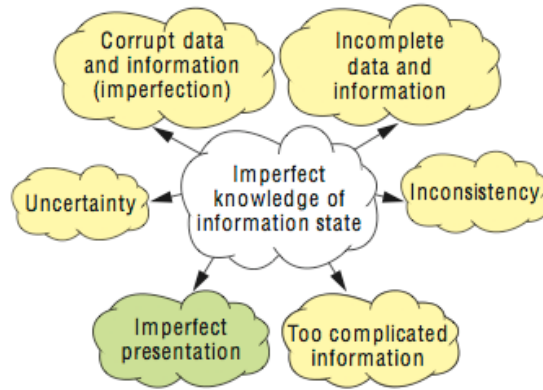 Corrupt data
and information
(imperfection)
Incomplete
data and
information
Imperfect
knowledge of
information state
Uncertainty
Inconsistency
Imperfect
presentation
Too complicated
information